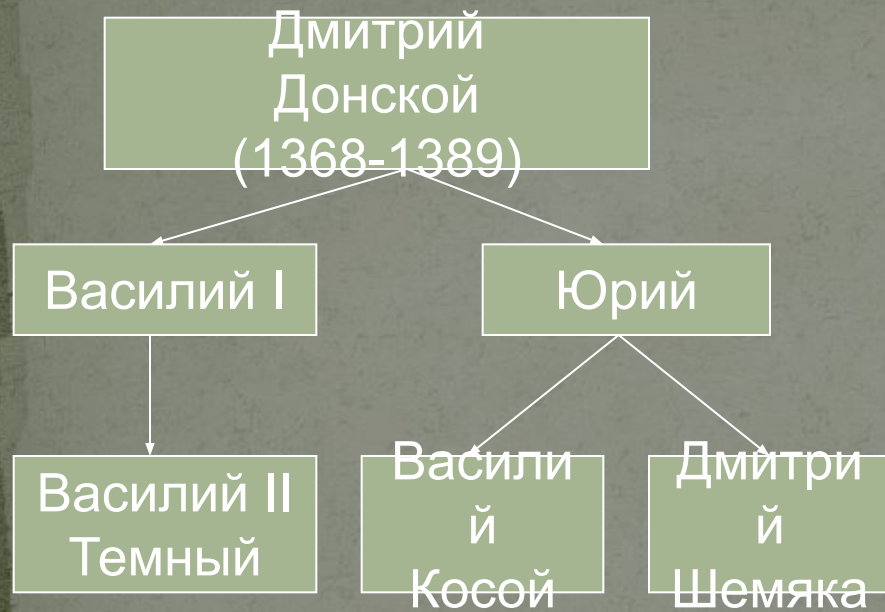 Дмитрий
Донской
(1368-1389)
Василий I
Юрий
Василий II
Темный
Васили
й
Косой
Дмитри
й
Шемяка